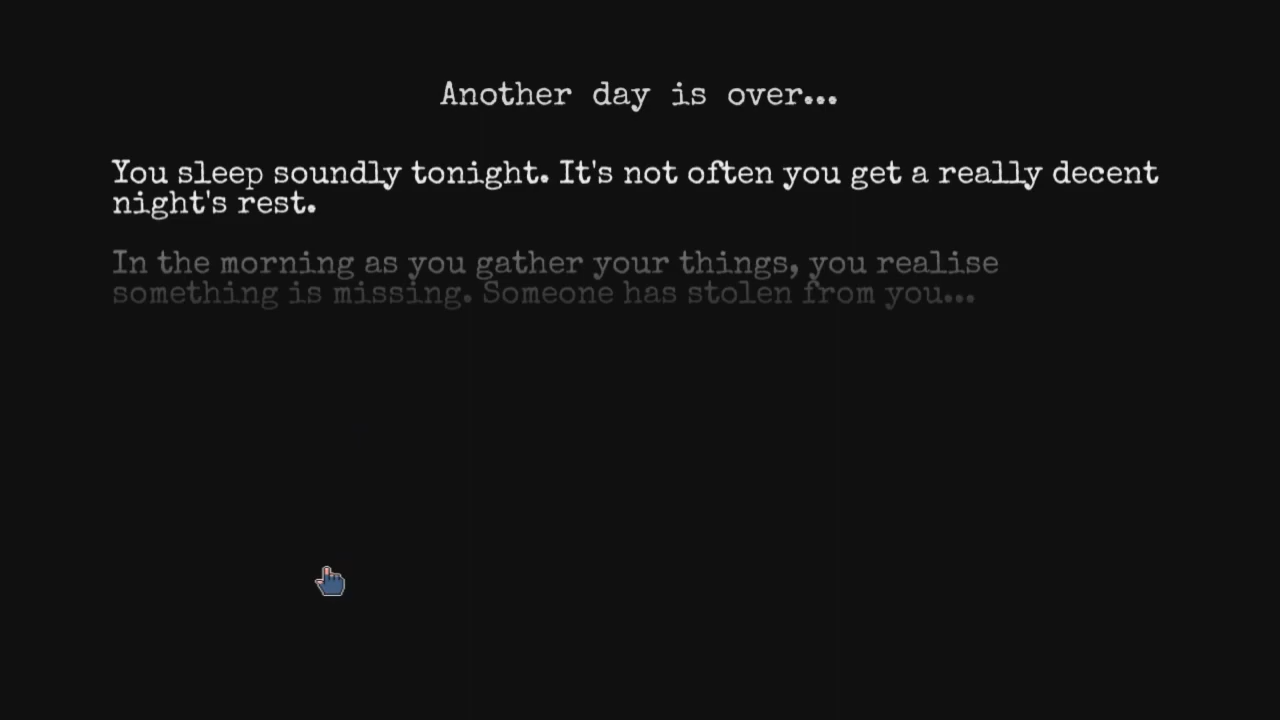 Another day is over...
You sleep soundly tonight. It's not often you get a really decent
night's rest.
In the morning as you gather your things, you realise
something is missing. Someone has stolen from you...